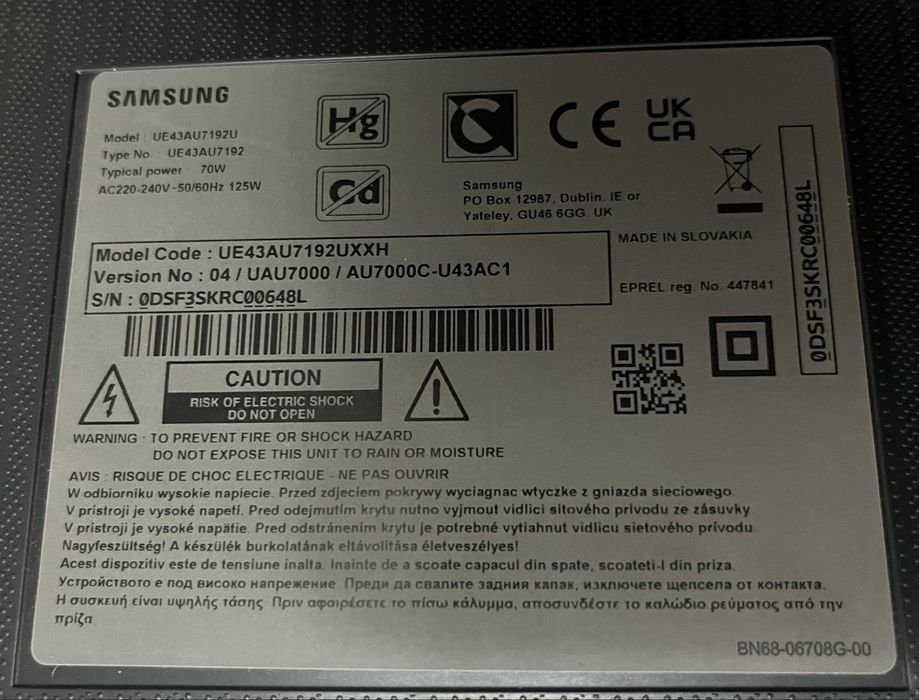 SAMSUNG
Model : UE43AU7192U
Type No. : UE43AU7192
Typical power : 70W
AC220-240V~50/60Hz 125W
Hg
Cd
C
CE
UK
CA
Samsung
PO Box 12987, Dublin. IE or
Yateley, GU46 6GG. UK
Model Code : UE43AU7192UXXH
Version No : 04 / UAU7000 / AU7000C-U43AC1
S/N : 0DSF3SKRC00648L
MADE IN SLOVAKIA
EPREL reg. No. 447841
0DSF3SKRC00648L
CAUTION
RISK OF ELECTRIC SHOCK
DO NOT OPEN
WARNING : TO PREVENT FIRE OR SHOCK HAZARD
DO NOT EXPOSE THIS UNIT TO RAIN OR MOISTURE
AVIS : RISQUE DE CHOC ELECTRIQUE - NE PAS OUVRIR
W odbiorniku wysokie napiecie. Przed zdjeciem pokrywy wyciagnac wtyczke z gniazda sieciowego.
V pristroji je vysoké napetí. Pred odejmutím krytu nutno vyjmout vidlici sítového prívodu ze zásuvky.
V prístroji je vysoké napätie. Pred odstránením krytu je potrebné vytiahnut vidlicu sietového prívodu.
Nagyfeszültség! A készülék burkolatának eltávolítása életveszélyes!
Acest dispozitiv este de tensiune inalta. Inainte de a scoate capacul din spate, scoateti-l din priza.
Устройството е под високо напрежение. Преди да свалите задния капак, изключете щепсела от контакта.
Η συσκευή είναι υψηλής τάσης. Πριν αφαιρέσετε το πίσω κάλυμμα, αποσυνδέστε το καλώδιο ρεύματος από την
πρίζα
BN68-06708G-00